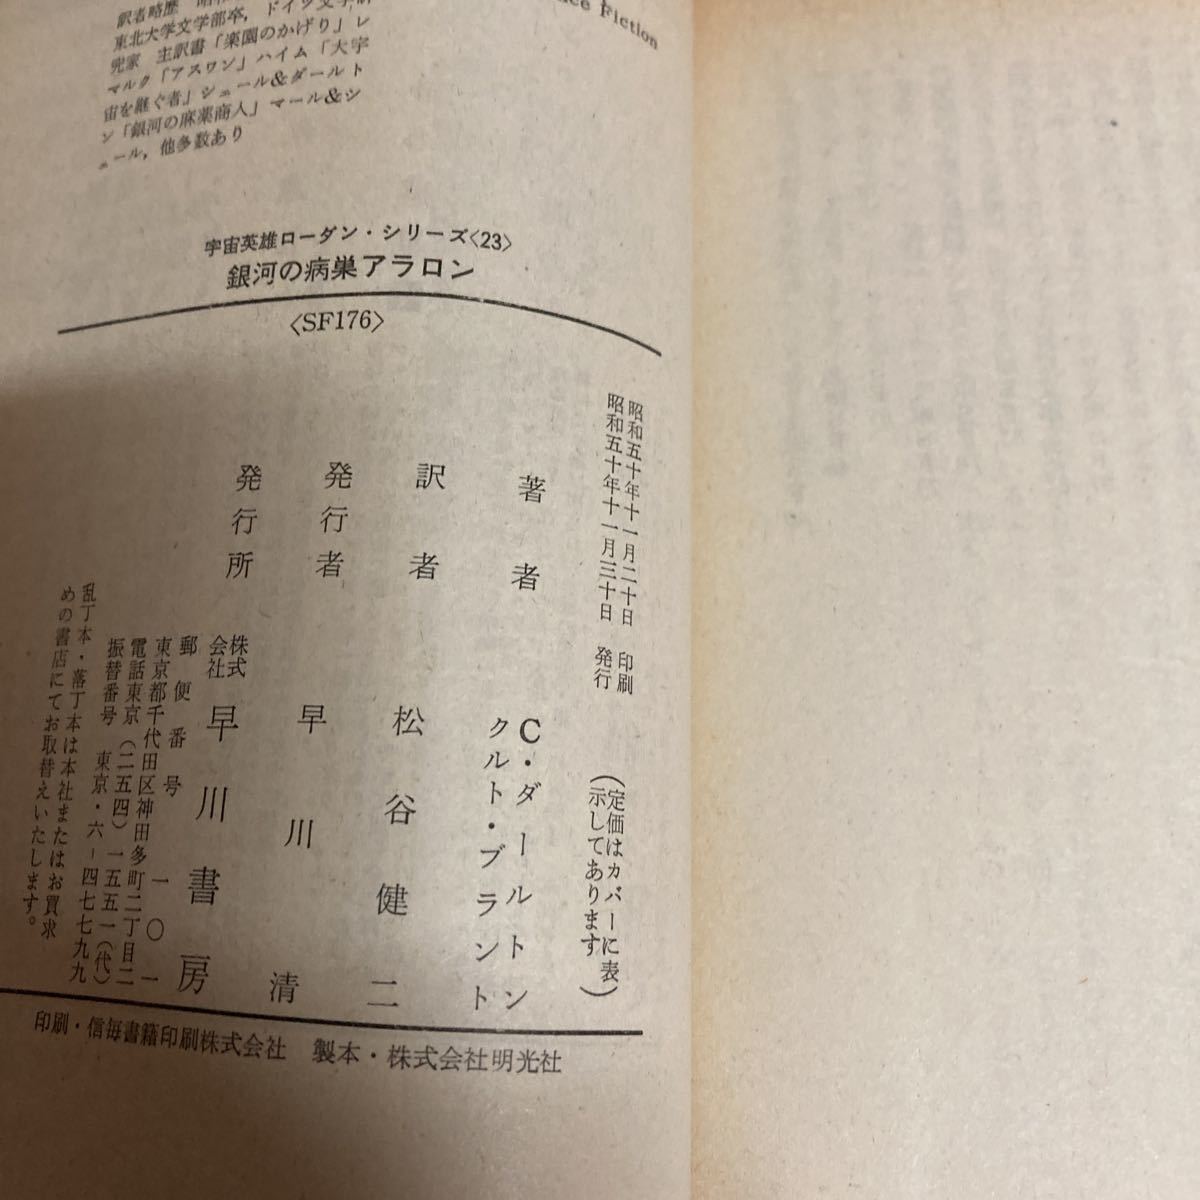 ce Fiction
訳者略歴 昭和
東北大学文学部卒，ドイツ文学研
究家 主訳書「楽園のかげり」レ
マルク「アスワン」ハイム「大宇
宙を継ぐ者」シェール&ダールト
ン「銀河の麻薬商人」マール&シ
ェール，他多数あり
宇宙英雄ローダン・シリーズ〈23〉
銀河の病巣アラロン
〈SF176〉
昭和五十年十一月二十日 印刷
昭和五十年十一月三十日 発行
(定価はカバーに表
示してあります)
著者 C・ダールトン
クルト・ブラント
訳者 松谷健二
発行者 早川清
発行所 株式会社 早川書房
郵便番号 一〇一
東京都千代田区神田多町二丁目二
電話東京(二五四)一五五一(代)
振替番号 東京・六-四七七九九
乱丁本・落丁本は本社またはお買求
めの書店にてお取替えいたします。
印刷・信毎書籍印刷株式会社 製本・株式会社明光社